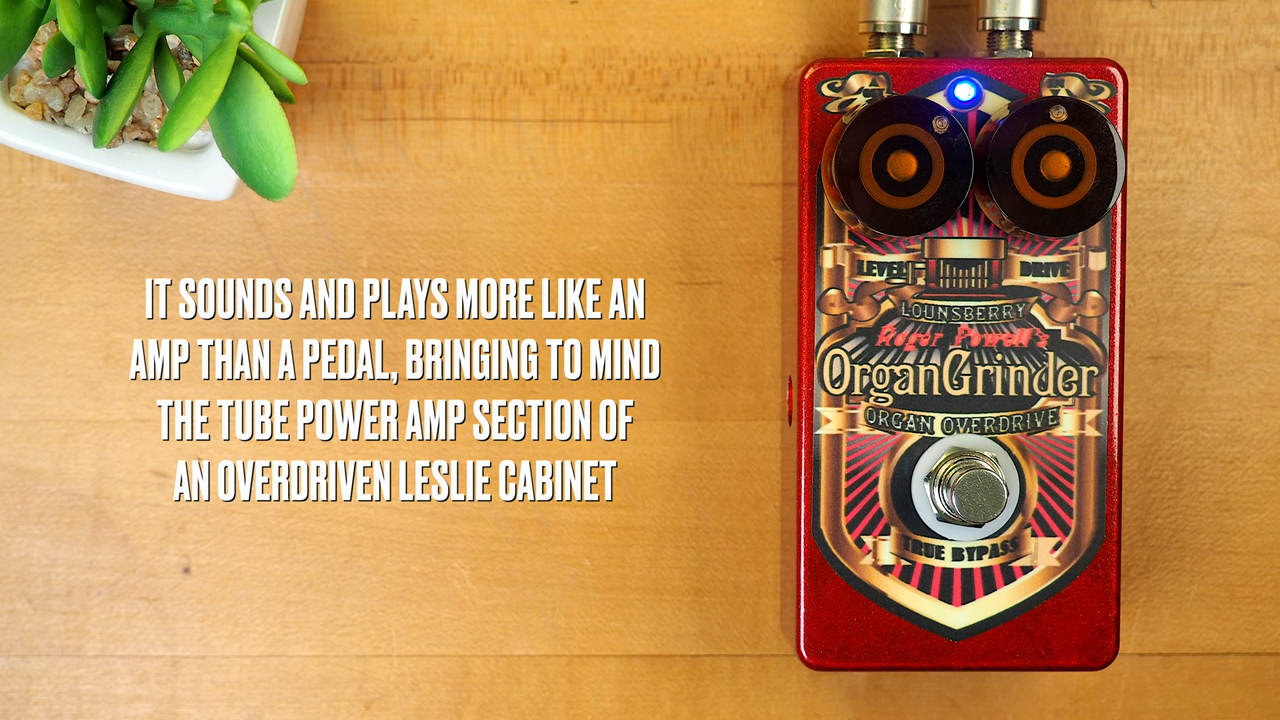 IT SOUNDS AND PLAYS MORE LIKE AN
AMP THAN A PEDAL, BRINGING TO MIND
THE TUBE POWER AMP SECTION OF
AN OVERDRIVEN LESLIE CABINET
LEVEL
DRIVE
LOUNSBERRY
Roger Powell's
OrganGrinder
ORGAN OVERDRIVE
TRUE BYPASS